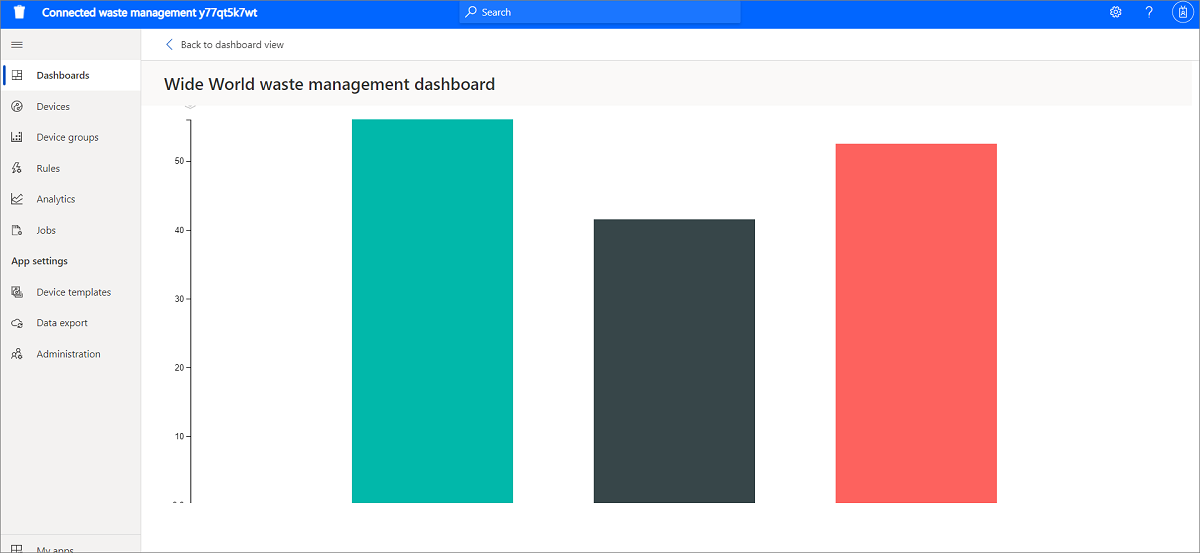 Connected waste management y77qt5k7wt
Search
?
Back to dashboard view
Dashboards
Devices
Device groups
Rules
Analytics
Jobs
App settings
Device templates
Data export
Administration
My apps
Wide World waste management dashboard
50
40
30
20
10